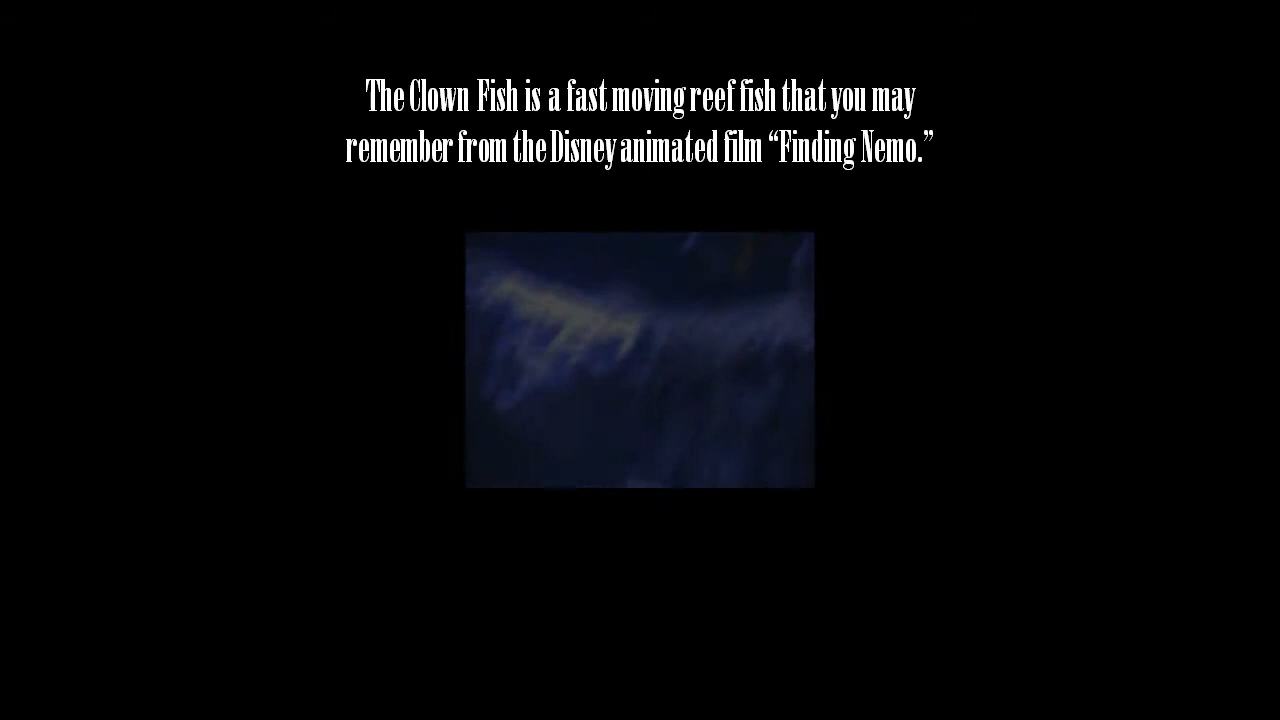 The Clown Fish is a fast moving reef fish that you may
remember from the Disney animated film “Finding Nemo.”